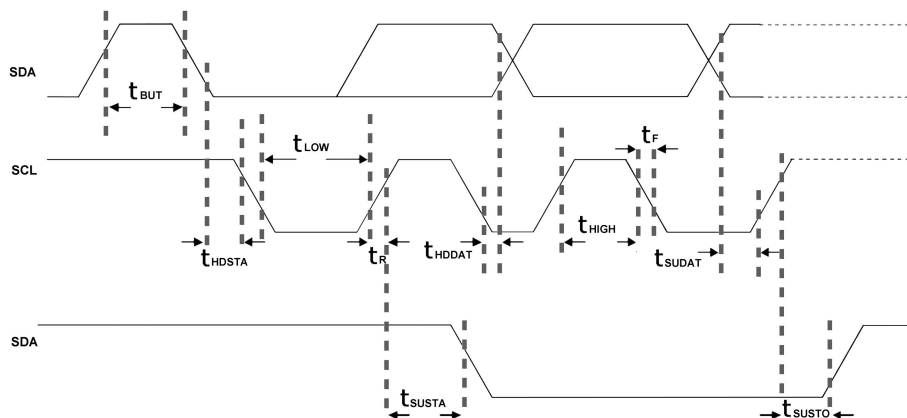 SDA
tBUT
tF
tLOW
SCL
tHIGH
tHDSTA
tR
tHDDAT
tSUDAT
SDA
tSUSTA
tSUSTO